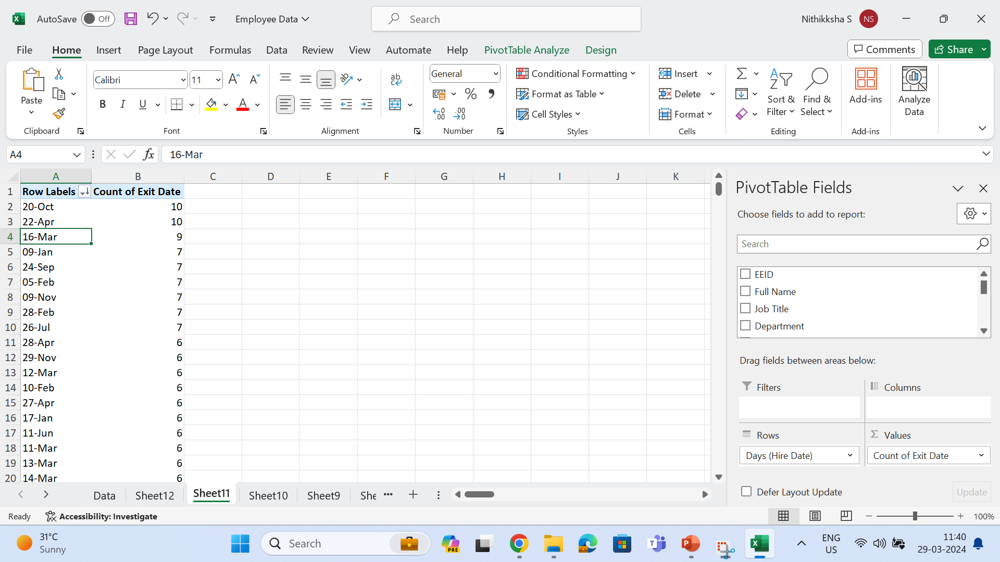 AutoSave Off Employee Data Search Nithikksha S NS
File Home Insert Page Layout Formulas Data Review View Automate Help PivotTable Analyze Design Comments Share
Calibri 11 General Conditional Formatting Insert
Paste Format as Table Delete Sort & Filter Find & Select Add-ins Analyze Data
B I U Cell Styles Format
Clipboard Font Alignment Number Styles Cells Editing Add-ins
A4 fx 16-Mar
A B C D E F G H I J K
1 Row Labels Count of Exit Date
2 20-Oct 10
3 22-Apr 10
4 16-Mar 9
5 09-Jan 7
6 24-Sep 7
7 05-Feb 7
8 09-Nov 7
9 28-Feb 7
10 26-Jul 7
11 28-Apr 6
12 29-Nov 6
13 12-Mar 6
14 10-Feb 6
15 27-Apr 6
16 17-Jan 6
17 11-Jun 6
18 11-Mar 6
19 13-Mar 6
20 14-Mar 6
PivotTable Fields
Choose fields to add to report:
Search
EEID
Full Name
Job Title
Department
Drag fields between areas below:
Filters Columns
Rows Values
Days (Hire Date) Count of Exit Date
Defer Layout Update Update
Data Sheet12 Sheet11 Sheet10 Sheet9 She ...
Ready Accessibility: Investigate 100%
31°C
Sunny
Search
PRE
ENG
US
11:40
29-03-2024